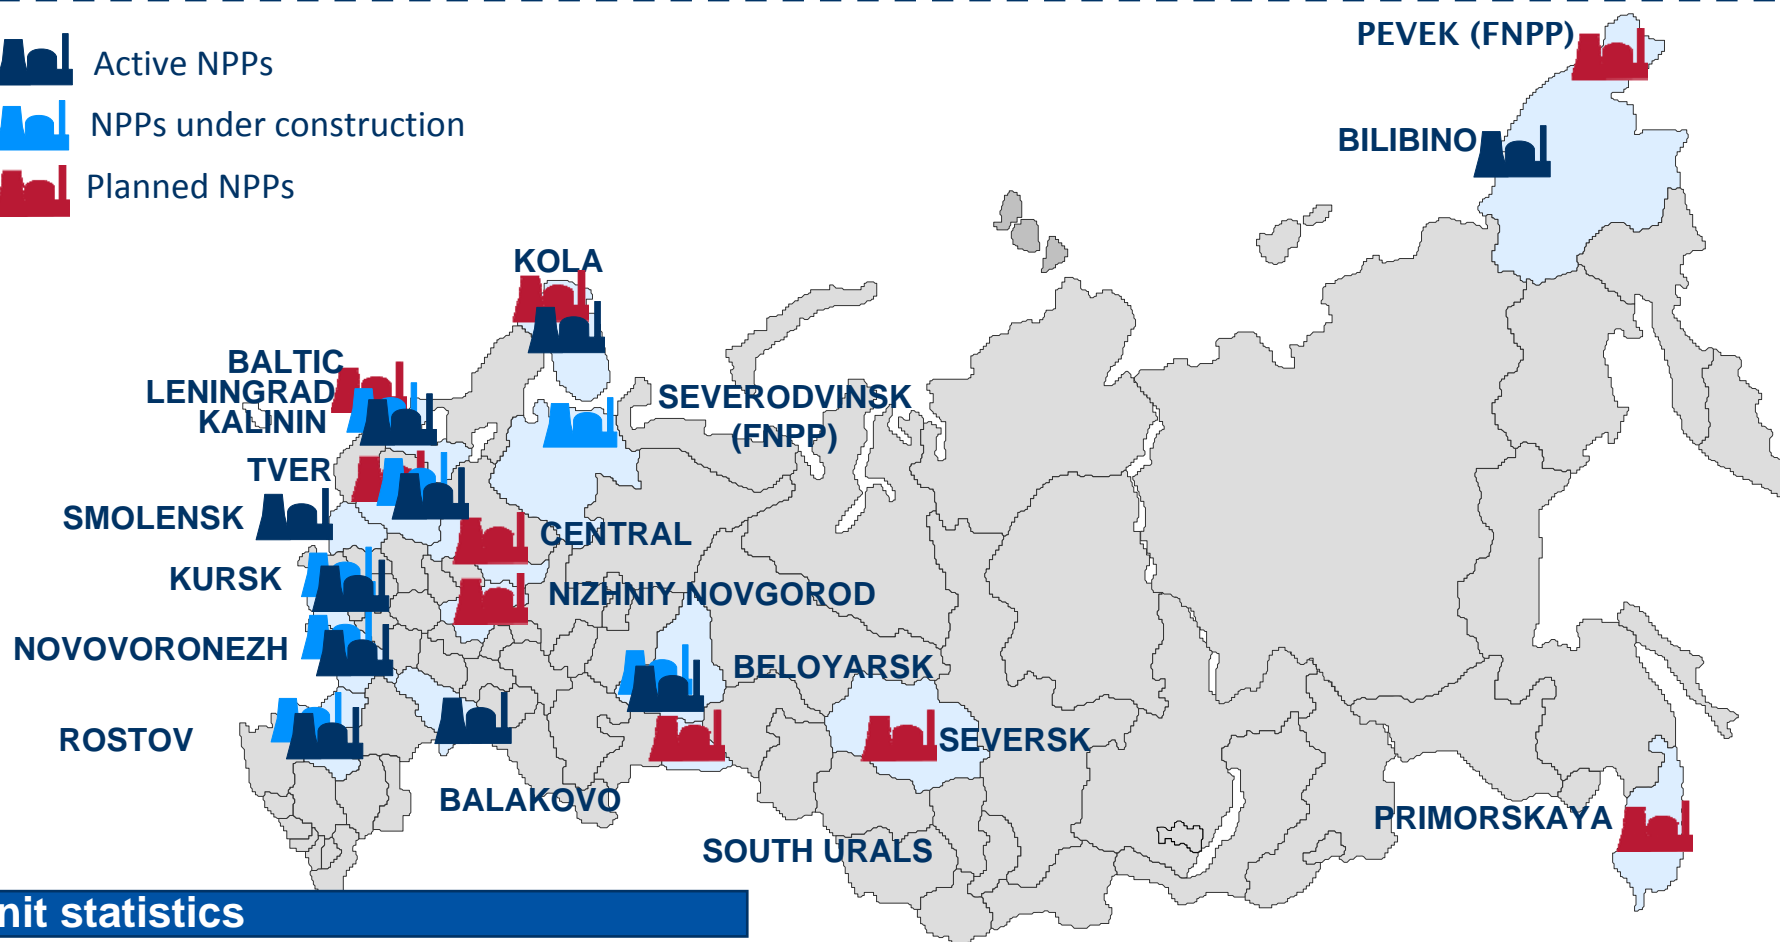 Active NPPs
NPPs under construction
Planned NPPs
PEVEK (FNPP)
BILIBINO
KOLA
BALTIC
LENINGRAD
KALININ
SEVERODVINSK
(FNPP)
TVER
SMOLENSK
CENTRAL
KURSK
NIZHNIY NOVGOROD
NOVOVORONEZH
BELOYARSK
ROSTOV
SEVERSK
BALAKOVO
PRIMORSKAYA
SOUTH URALS
nit statistics